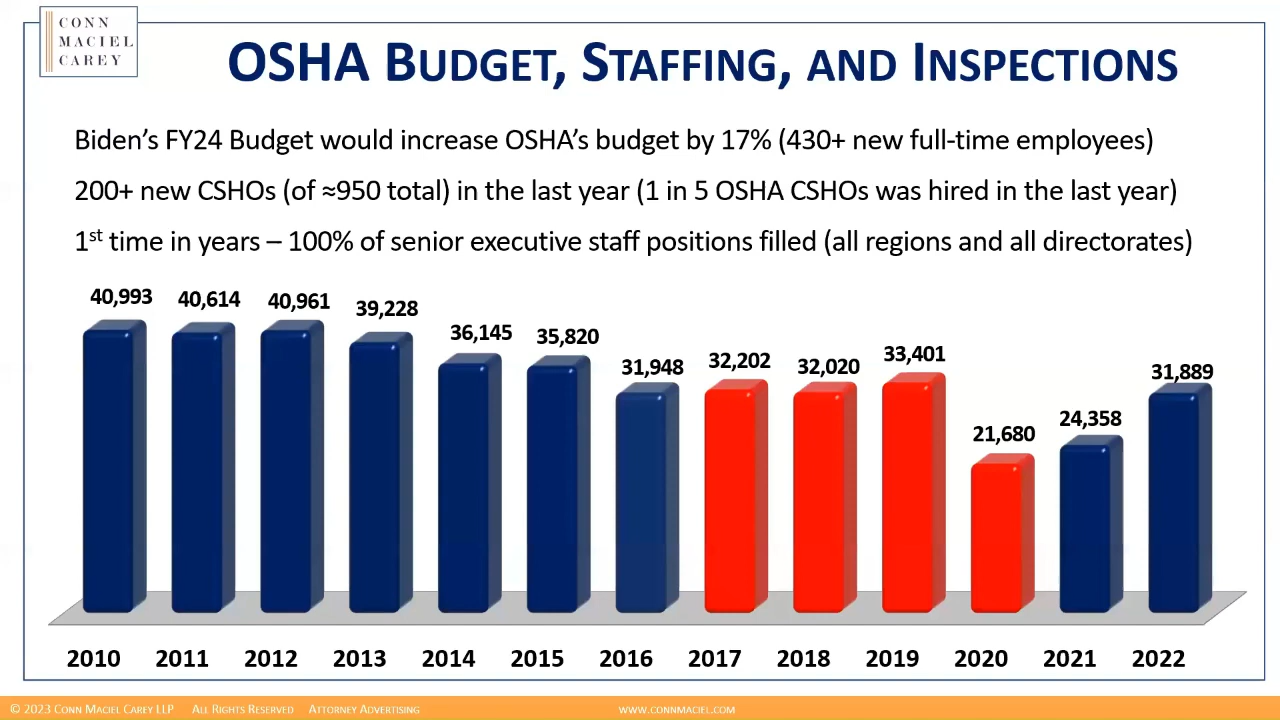 CONN
MACIEL
CAREY
OSHA BUDGET, STAFFING, AND INSPECTIONS
Biden's FY24 Budget would increase OSHA's budget by 17% (430+ new full-time employees)
200+ new CSHOs (of ≈950 total) in the last year (1 in 5 OSHA CSHOs was hired in the last year)
1st time in years – 100% of senior executive staff positions filled (all regions and all directorates)
40,993 40,614 40,961 39,228 36,145 35,820 31,948 32,202 32,020 33,401 21,680 24,358 31,889
2010 2011 2012 2013 2014 2015 2016 2017 2018 2019 2020 2021 2022
© 2023 CONN MACIEL CAREY LLP ALL RIGHTS RESERVED ATTORNEY ADVERTISING WWW.CONNMACIEL.COM